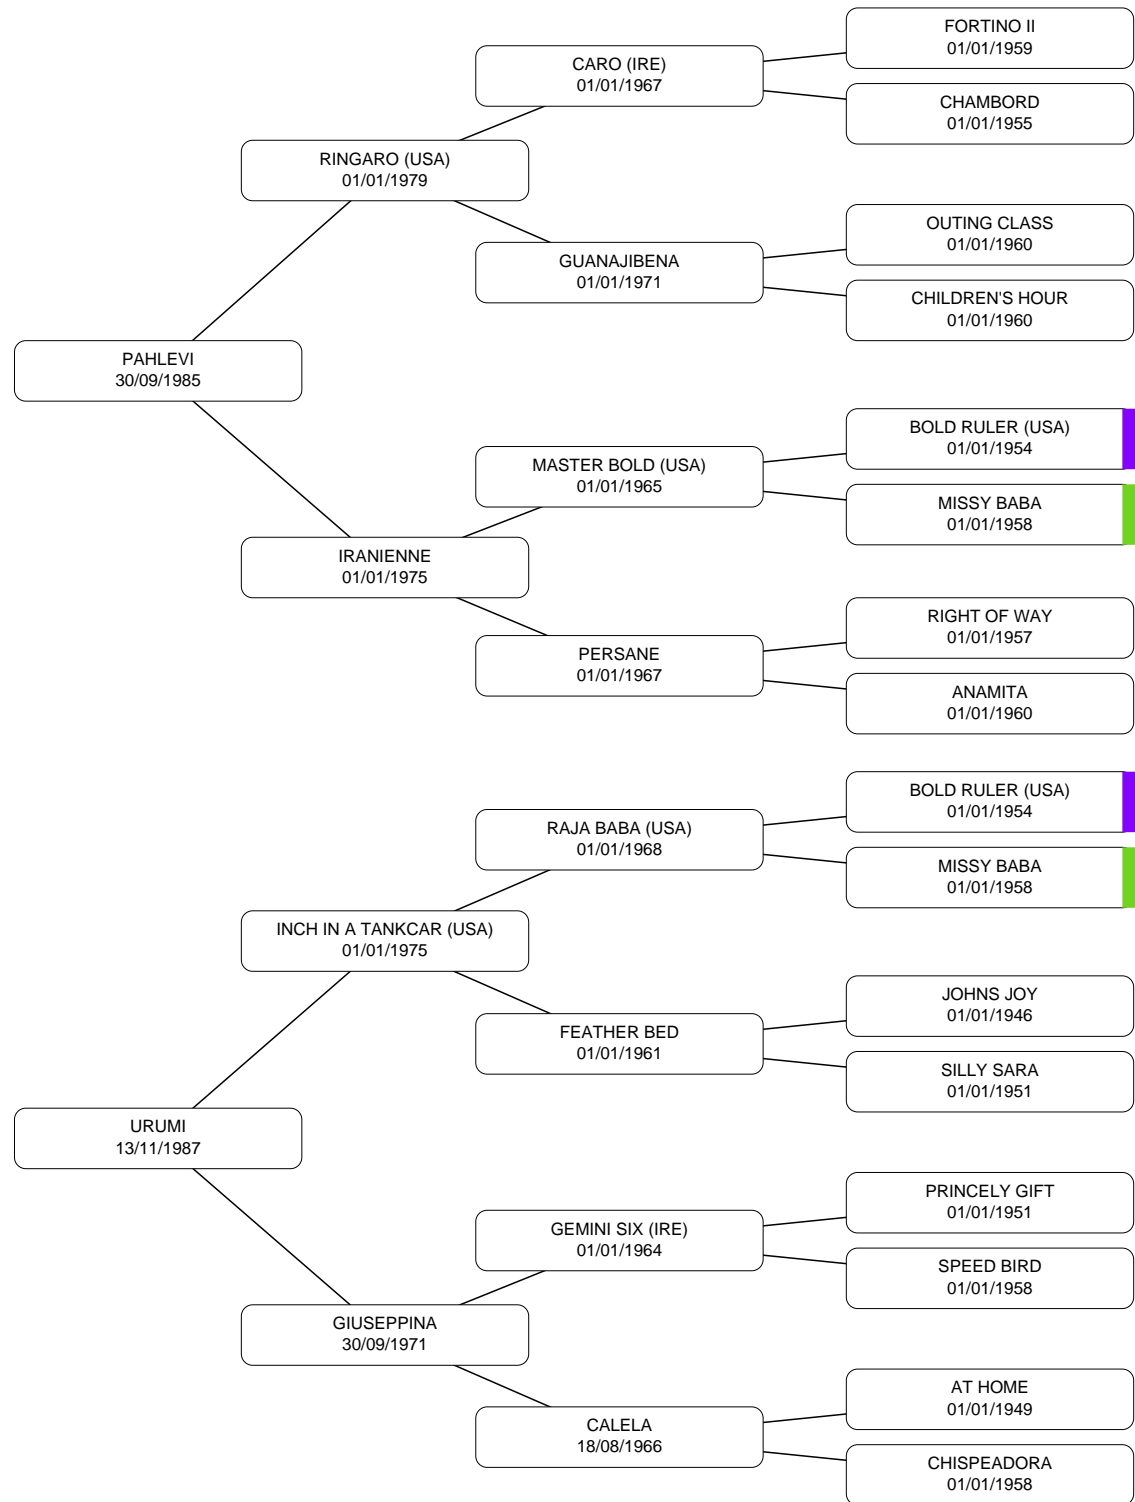 FORTINO II
01/01/1959
CARO (IRE)
01/01/1967
CHAMBORD
01/01/1955
RINGARO (USA)
01/01/1979
OUTING CLASS
01/01/1960
GUANAJIBENA
01/01/1971
CHILDREN'S HOUR
01/01/1960
PAHLEVI
30/09/1985
BOLD RULER (USA)
01/01/1954
MASTER BOLD (USA)
01/01/1965
MISSY BABA
01/01/1958
IRANIENNE
01/01/1975
RIGHT OF WAY
01/01/1957
PERSANE
01/01/1967
ANAMITA
01/01/1960
BOLD RULER (USA)
01/01/1954
RAJA BABA (USA)
01/01/1968
MISSY BABA
01/01/1958
INCH IN A TANKCAR (USA)
01/01/1975
JOHNS JOY
01/01/1946
FEATHER BED
01/01/1961
SILLY SARA
01/01/1951
URUMI
13/11/1987
PRINCELY GIFT
01/01/1951
GEMINI SIX (IRE)
01/01/1964
SPEED BIRD
01/01/1958
GIUSEPPINA
30/09/1971
AT HOME
01/01/1949
CALELA
18/08/1966
CHISPEADORA
01/01/1958